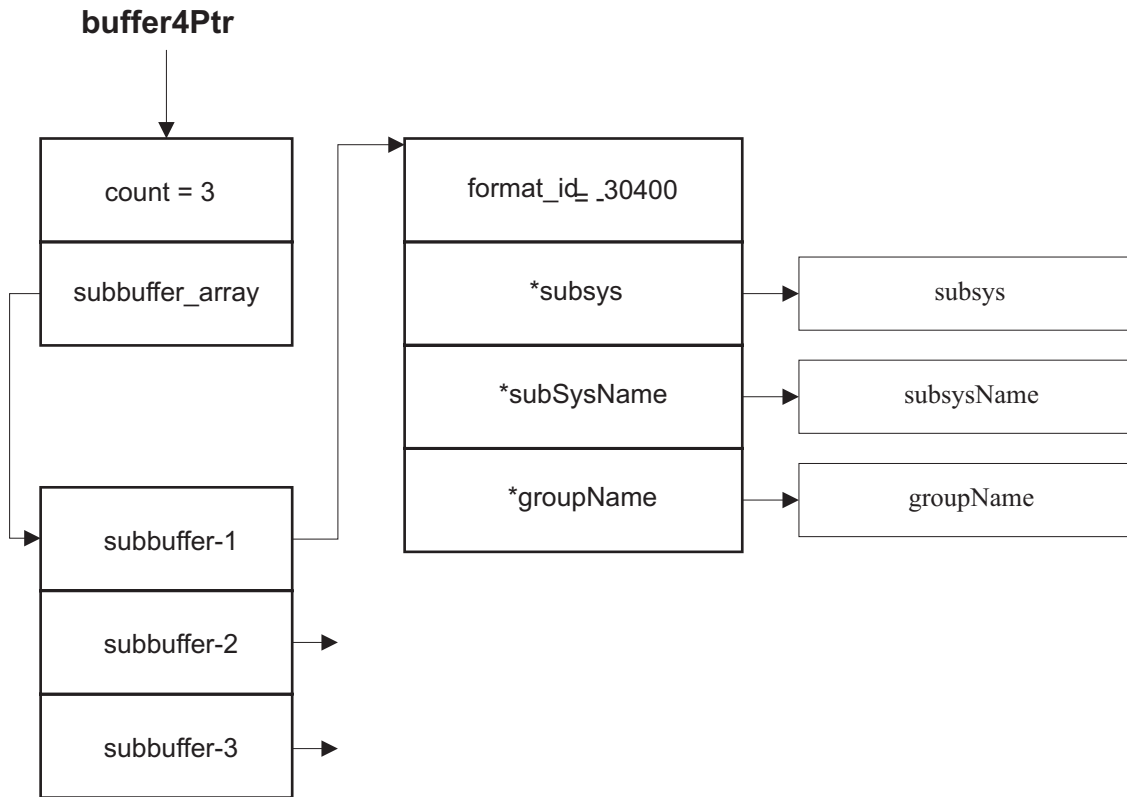 buffer4Ptr
count = 3
subbuffer_array
subbuffer-1
subbuffer-2
subbuffer-3
format_id= -30400
*subsys
*subSysName
*groupName
subsys
subsysName
groupName